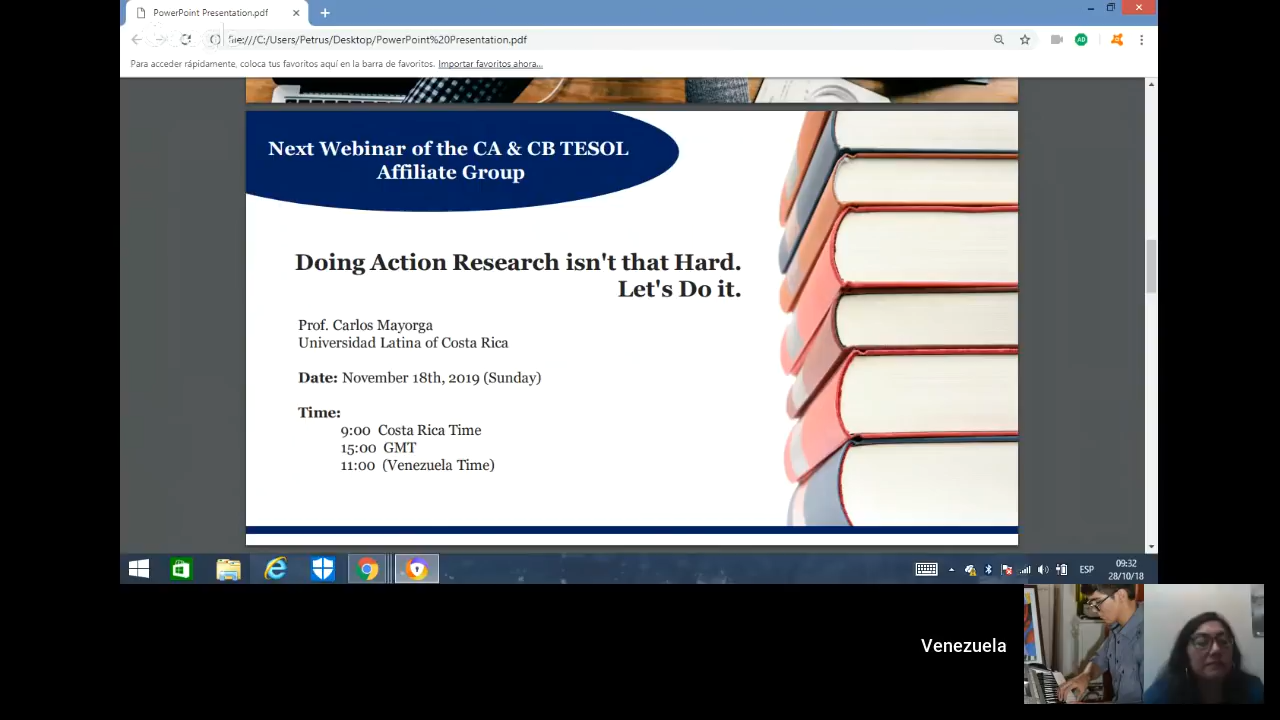 PowerPoint Presentation.pdf
file:///C:/Users/Petrus/Desktop/PowerPoint%20Presentation.pdf
Para acceder rápidamente, coloca tus favoritos aquí en la barra de favoritos. Importar favoritos ahora...
Next Webinar of the CA & CB TESOL
Affiliate Group
Doing Action Research isn't that Hard.
Let's Do it.
Prof. Carlos Mayorga
Universidad Latina of Costa Rica
Date: November 18th, 2019 (Sunday)
Time:
9:00 Costa Rica Time
15:00 GMT
11:00 (Venezuela Time)
ESP
09:32
28/10/18
Venezuela